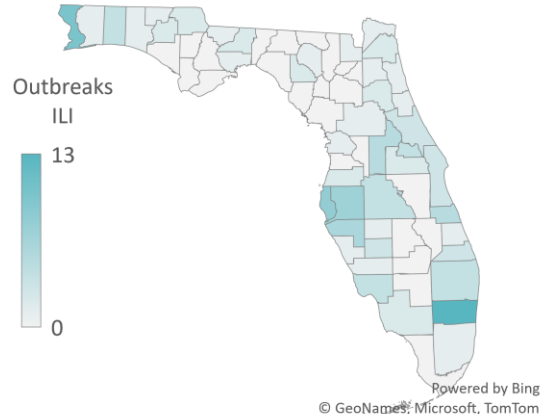 Outbreaks
ILI
13
0
Powered by Bing
© GeoNames, Microsoft, TomTom